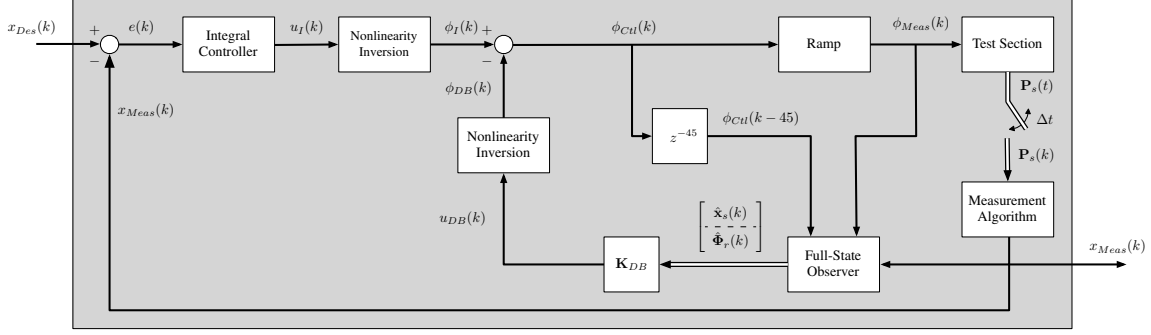 x_{Des}(k)
+
−
e(k)
Integral
Controller
u_I(k)
Nonlinearity
Inversion
ϕ_I(k)
+
−
ϕ_{Ctl}(k)
Ramp
ϕ_{Meas}(k)
Test Section
P_s(t)
Δt
P_s(k)
x_{Meas}(k)
ϕ_{DB}(k)
Nonlinearity
Inversion
z^{-45}
ϕ_{Ctl}(k − 45)
Measurement
Algorithm
u_{DB}(k)
x̂_s(k)
Φ̂_r(k)
K_{DB}
Full-State
Observer
x_{Meas}(k)